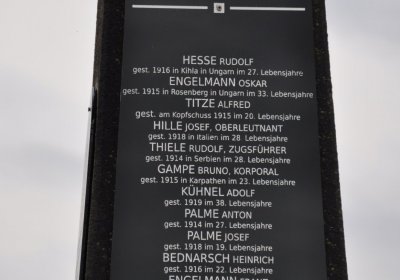 HESSE RUDOLF
gest. 1916 in Kihla in Ungarn im 27. Lebensjahre
ENGELMANN OSKAR
gest. 1915 in Rosenberg in Ungarn im 33. Lebensjahre
TITZE ALFRED
gest. am Kopfschuss 1915 im 20. Lebensjahre
HILLE JOSEF, OBERLEUTNANT
gest. 1918 in Italien im 28 Lebensjahre
THIELE RUDOLF, ZUGSFÜHRER
gest. 1914 in Serbien im 28. Lebensjahre
GAMPE BRUNO, KORPORAL
gest. 1915 in Karpathen im 23. Lebensjahre
KÜHNEL ADOLF
gest. 1919 im 38. Lebensjahre
PALME ANTON
gest. 1914 im 27. Lebensjahre
PALME JOSEF
gest. 1918 im 19. Lebensjahre
BEDNARSCH HEINRICH
gest. 1916 im 22. Lebensjahre
ENGELMANN